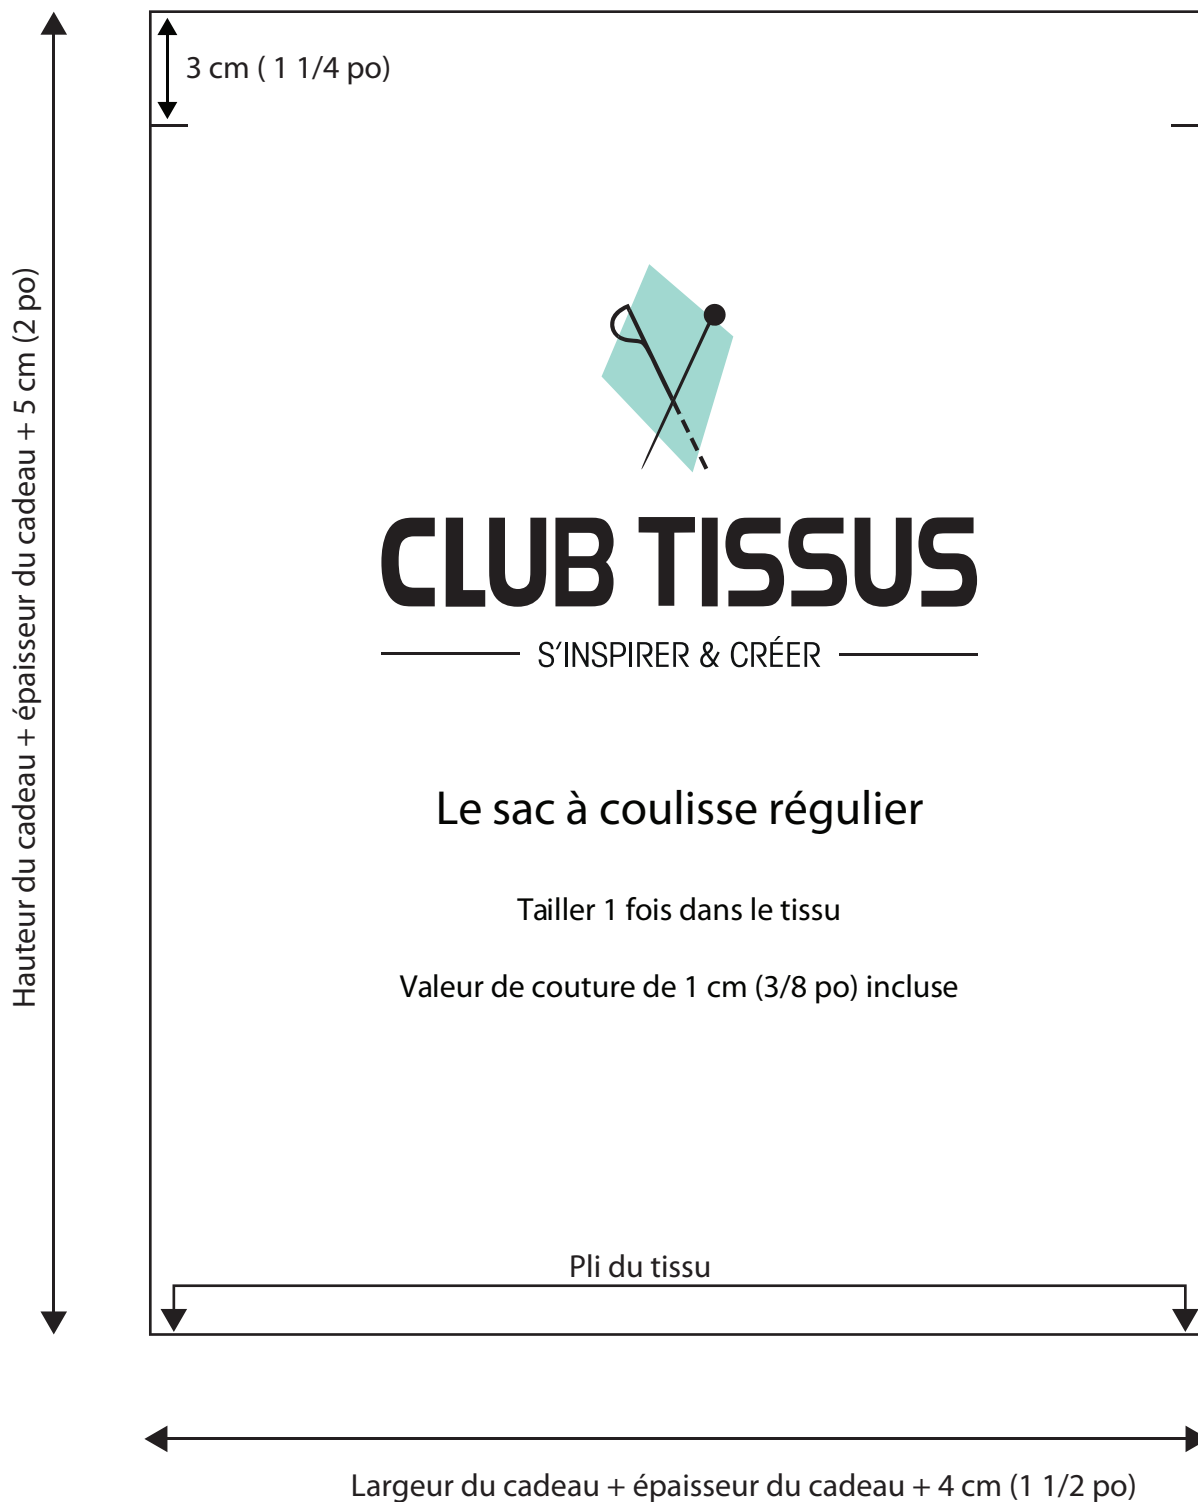 3 cm ( 1 1/4 po)
Hauteur du cadeau + épaisseur du cadeau + 5 cm (2 po)
CLUB TISSUS
S'INSPIRER & CRÉER
Le sac à coulisse régulier
Tailler 1 fois dans le tissu
Valeur de couture de 1 cm (3/8 po) incluse
Pli du tissu
Largeur du cadeau + épaisseur du cadeau + 4 cm (1 1/2 po)